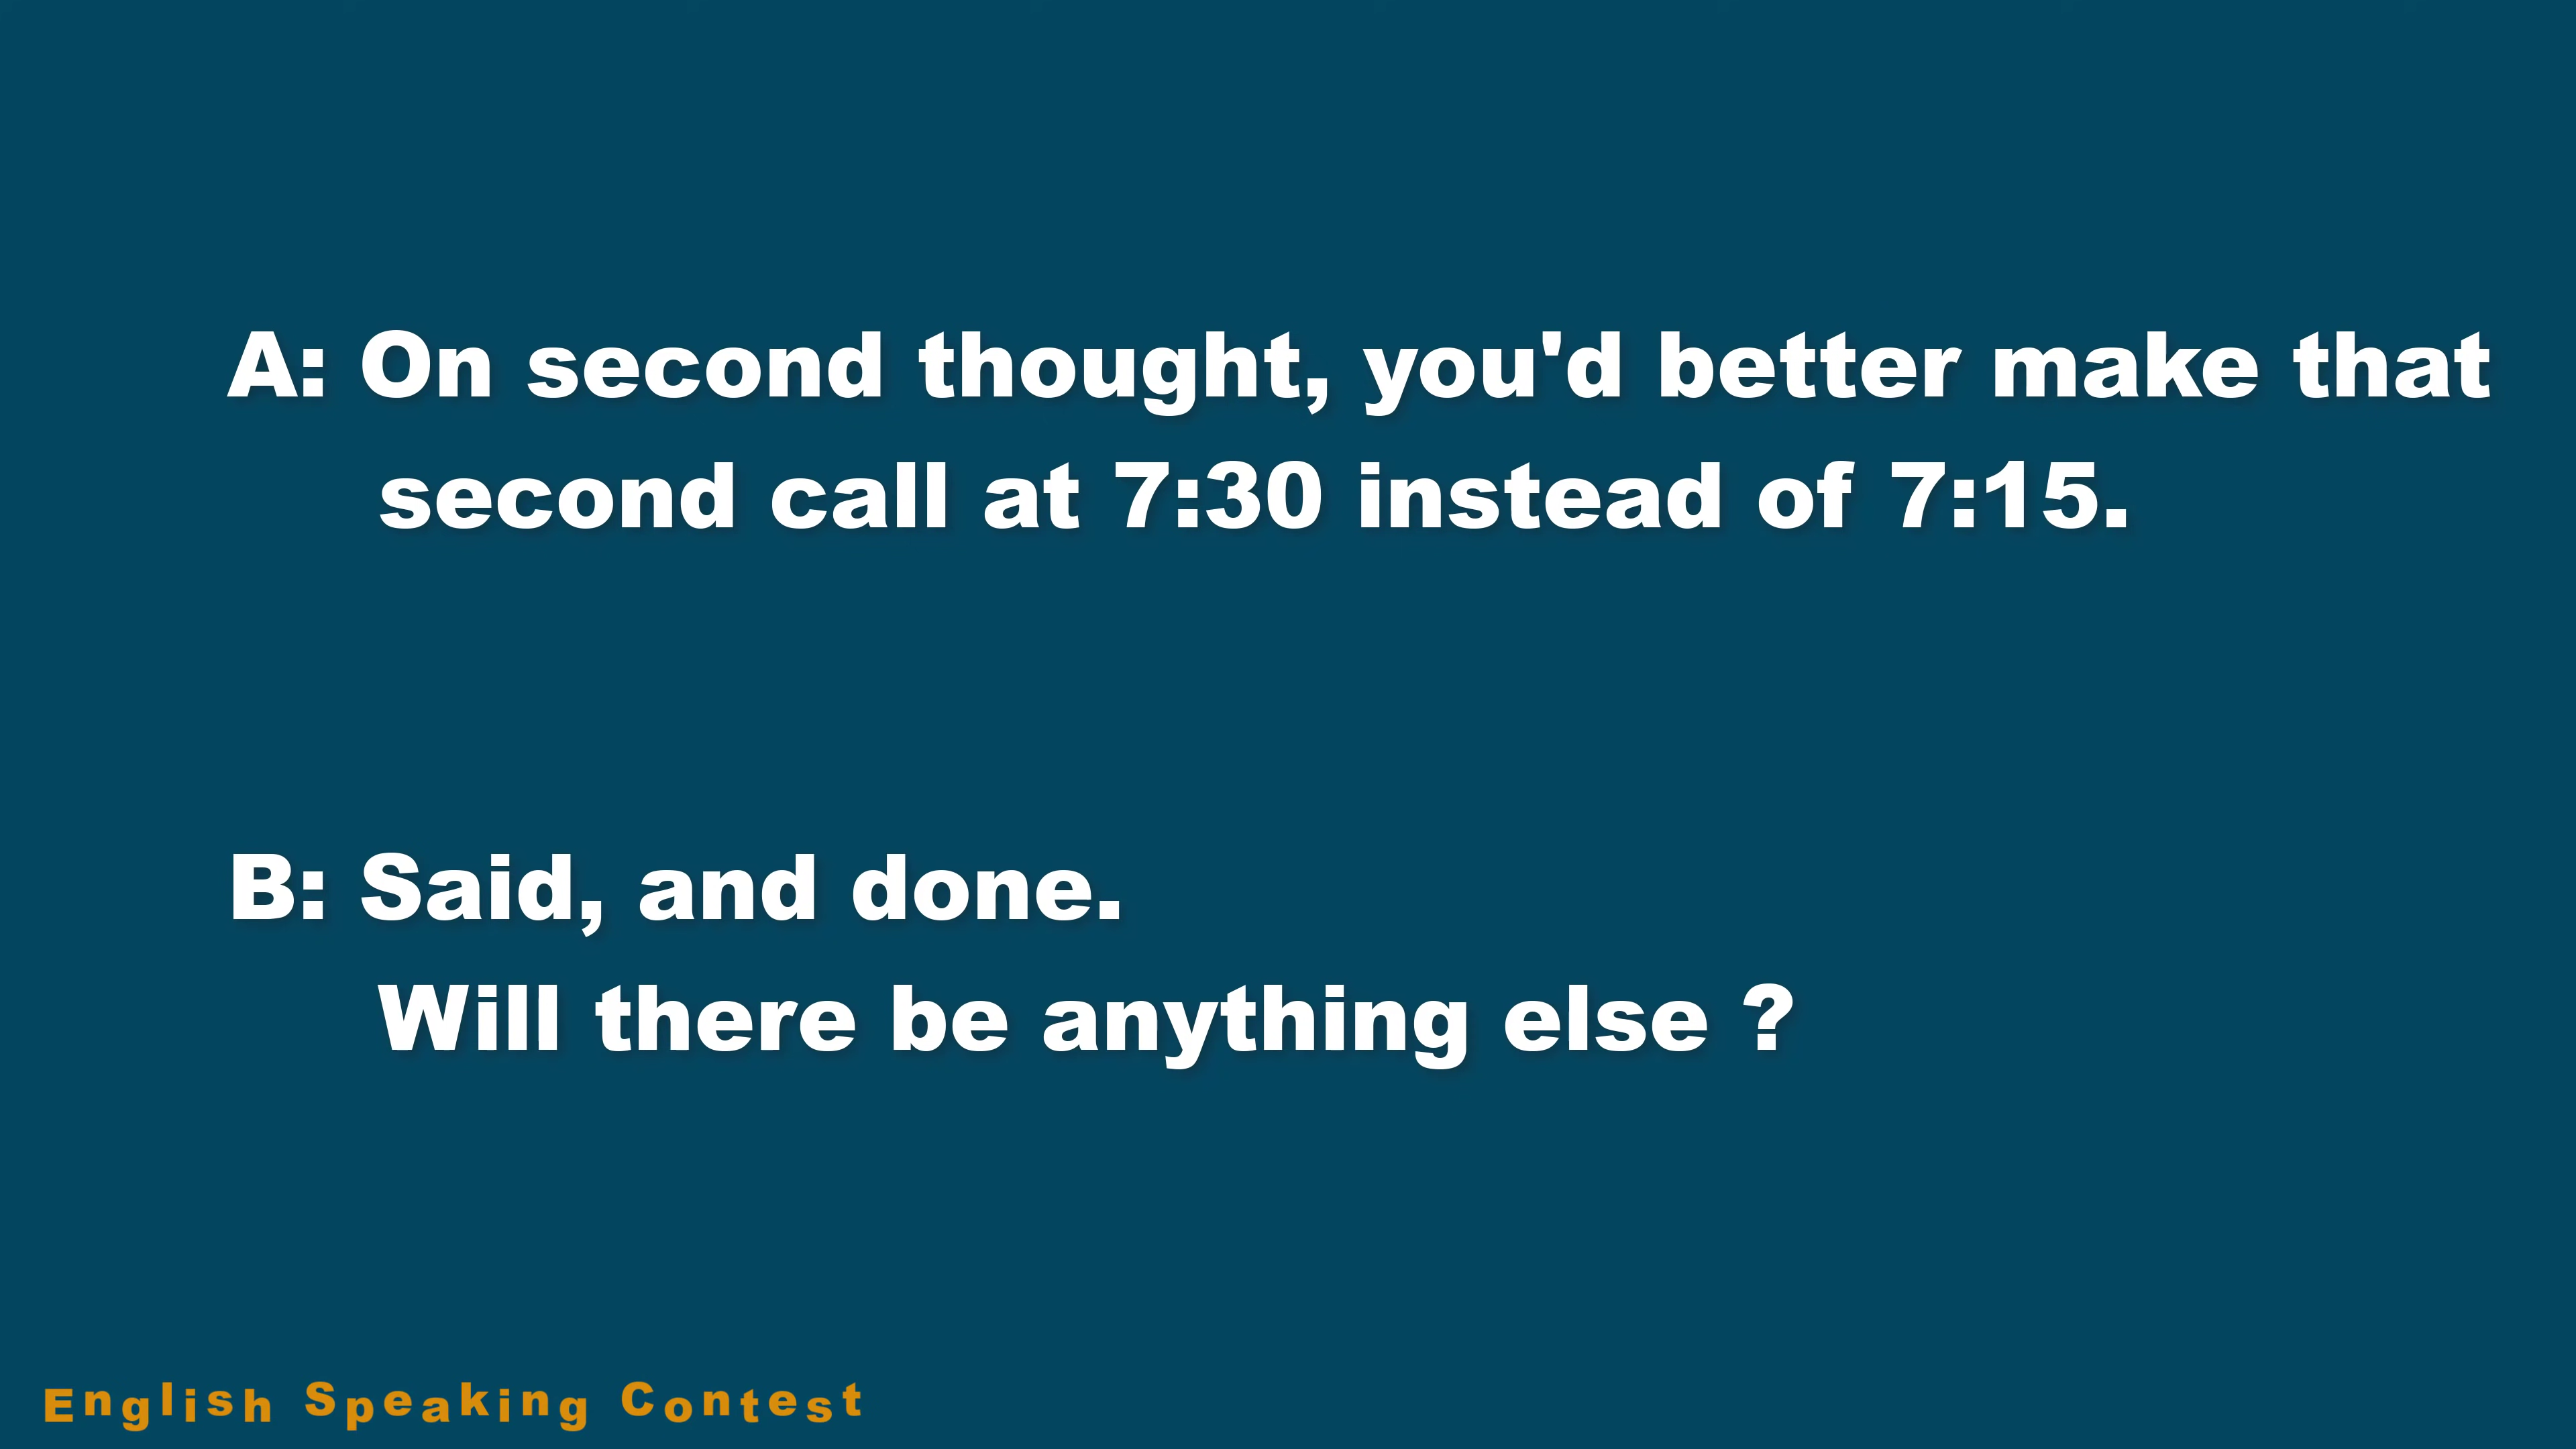 A: On second thought, you'd better make that
second call at 7:30 instead of 7:15.
B: Said, and done.
Will there be anything else ?
English Speaking Contest